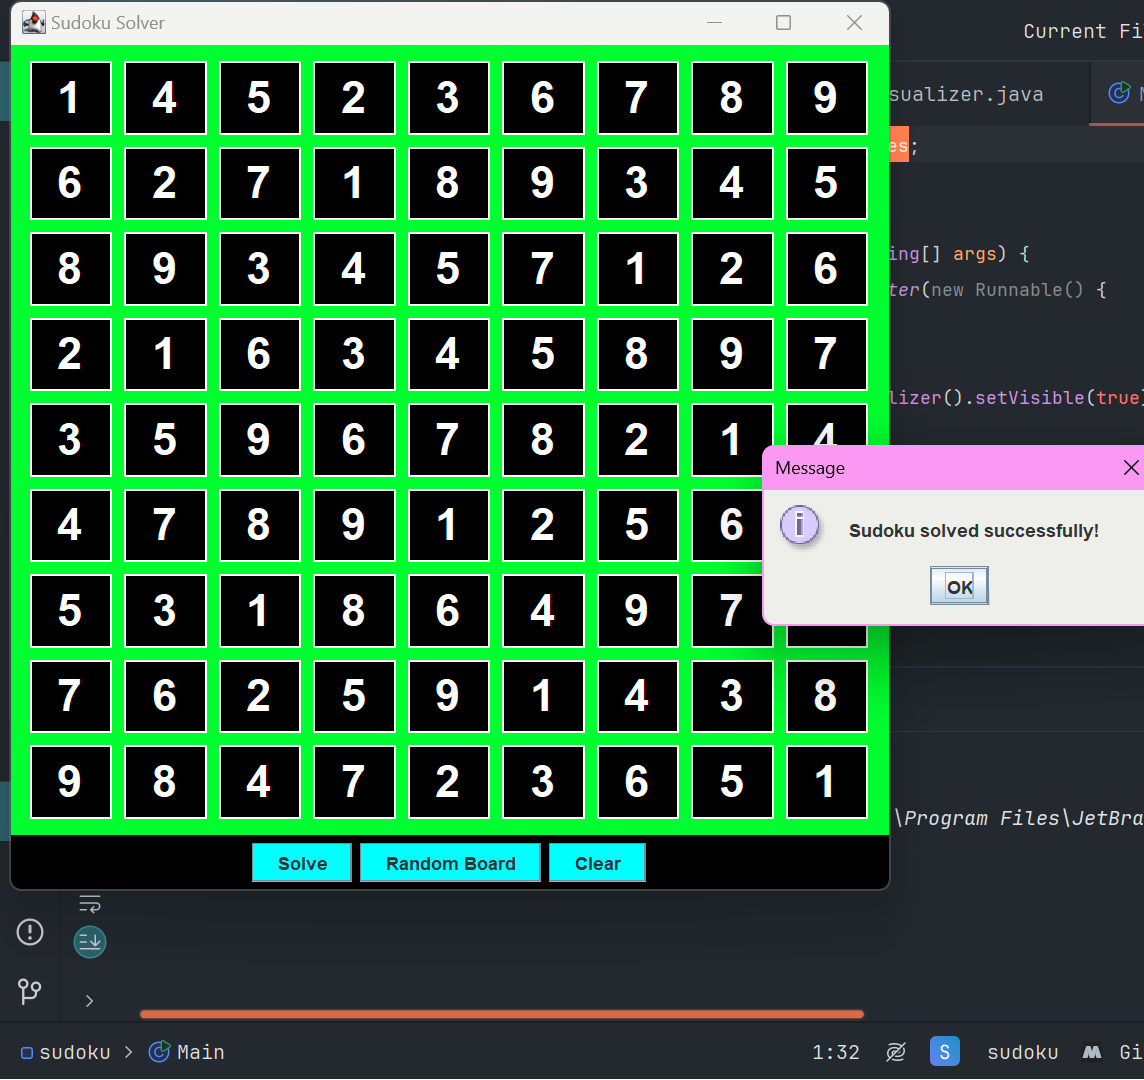 Sudoku Solver
Current Fi
sualizer.java
es;
ing[] args) {
ter(new Runnable() {
lizer().setVisible(true)
1 4 5 2 3 6 7 8 9
6 2 7 1 8 9 3 4 5
8 9 3 4 5 7 1 2 6
2 1 6 3 4 5 8 9 7
3 5 9 6 7 8 2 1 4
4 7 8 9 1 2 5 6
5 3 1 8 6 4 9 7
7 6 2 5 9 1 4 3 8
9 8 4 7 2 3 6 5 1
Message
Sudoku solved successfully!
OK
\Program Files\JetBra
Solve Random Board Clear
sudoku > Main
1:32 S sudoku Gi